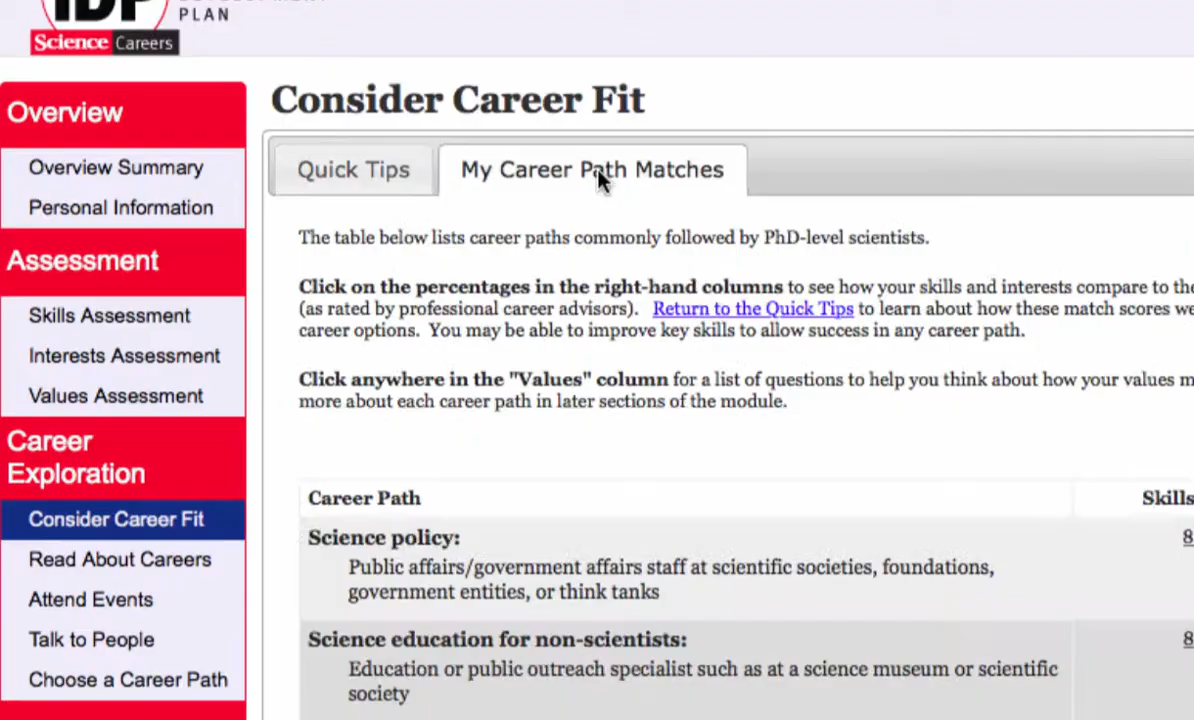 PLAN
Science Careers
Overview
Overview Summary
Personal Information
Assessment
Skills Assessment
Interests Assessment
Values Assessment
Career
Exploration
Consider Career Fit
Read About Careers
Attend Events
Talk to People
Choose a Career Path
Consider Career Fit
Quick Tips
My Career Path Matches
The table below lists career paths commonly followed by PhD-level scientists.
Click on the percentages in the right-hand columns to see how your skills and interests compare to the
(as rated by professional career advisors). Return to the Quick Tips to learn about how these match scores we
career options. You may be able to improve key skills to allow success in any career path.
Click anywhere in the "Values" column for a list of questions to help you think about how your values m
more about each career path in later sections of the module.
Career Path
Skills
Science policy:
8
Public affairs/government affairs staff at scientific societies, foundations,
government entities, or think tanks
Science education for non-scientists:
8
Education or public outreach specialist such as at a science museum or scientific
society